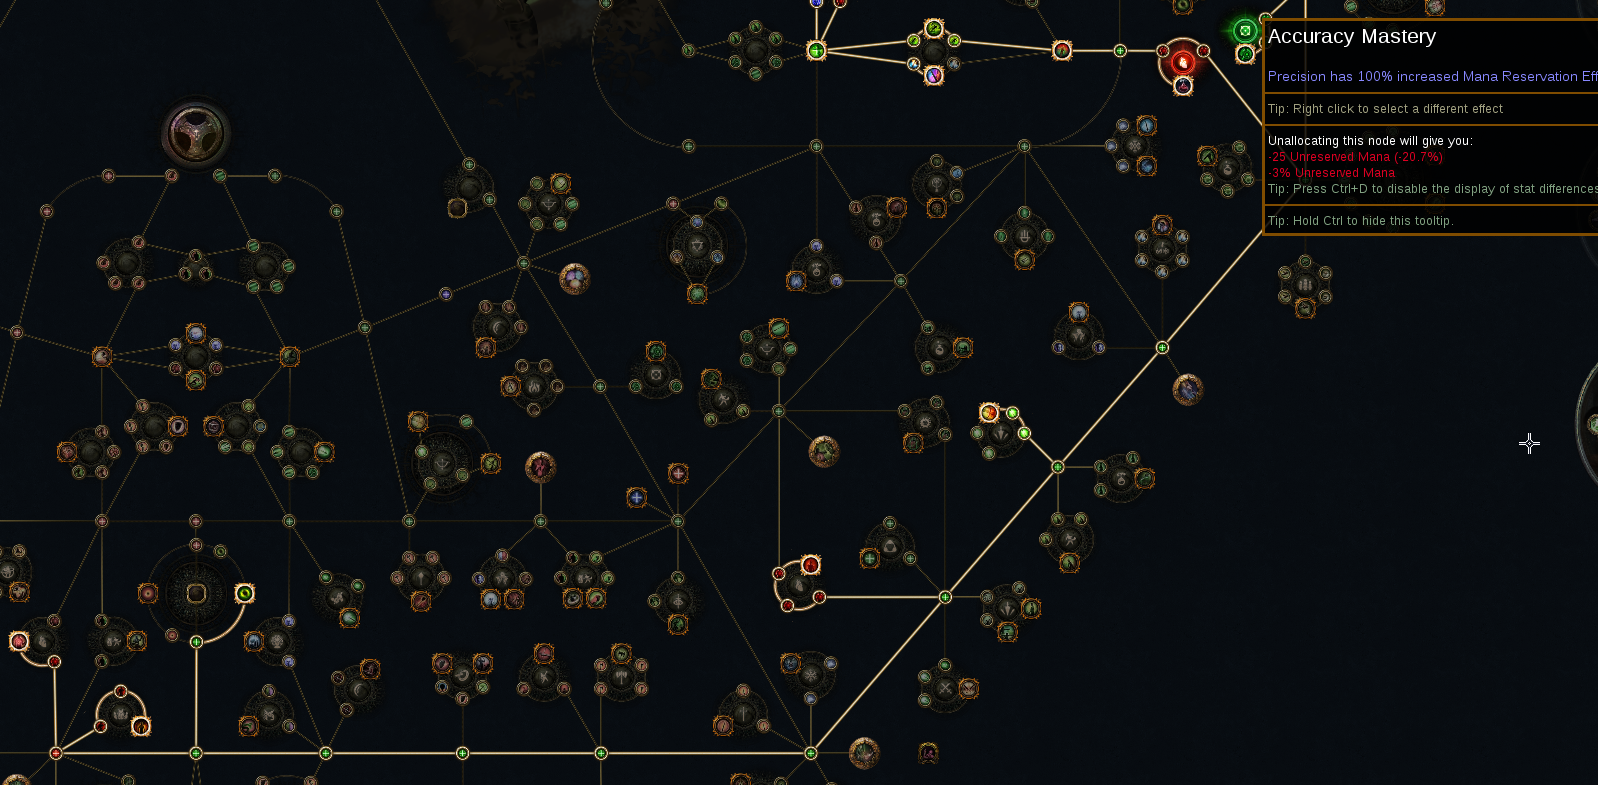 Accuracy Mastery
Precision has 100% increased Mana Reservation Eff
Tip: Right click to select a different effect
Unallocating this node will give you:
-25 Unreserved Mana (-20.7%)
-3% Unreserved Mana
Tip: Press Ctrl+D to disable the display of stat differences
Tip: Hold Ctrl to hide this tooltip.